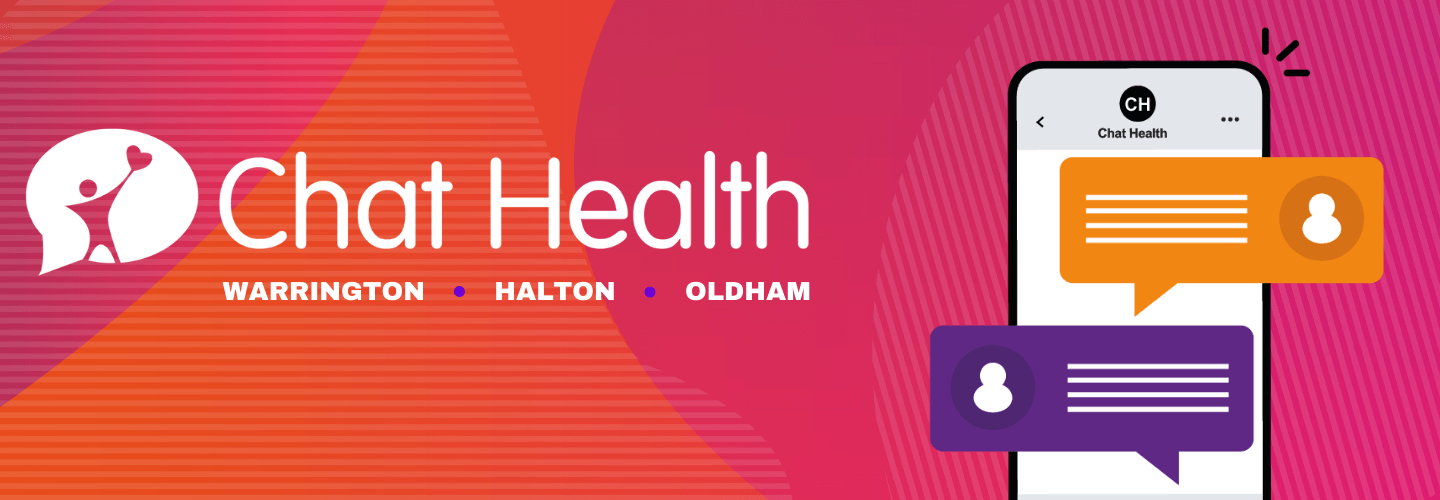 Chat Health
WARRINGTON • HALTON • OLDHAM
CH
Chat Health